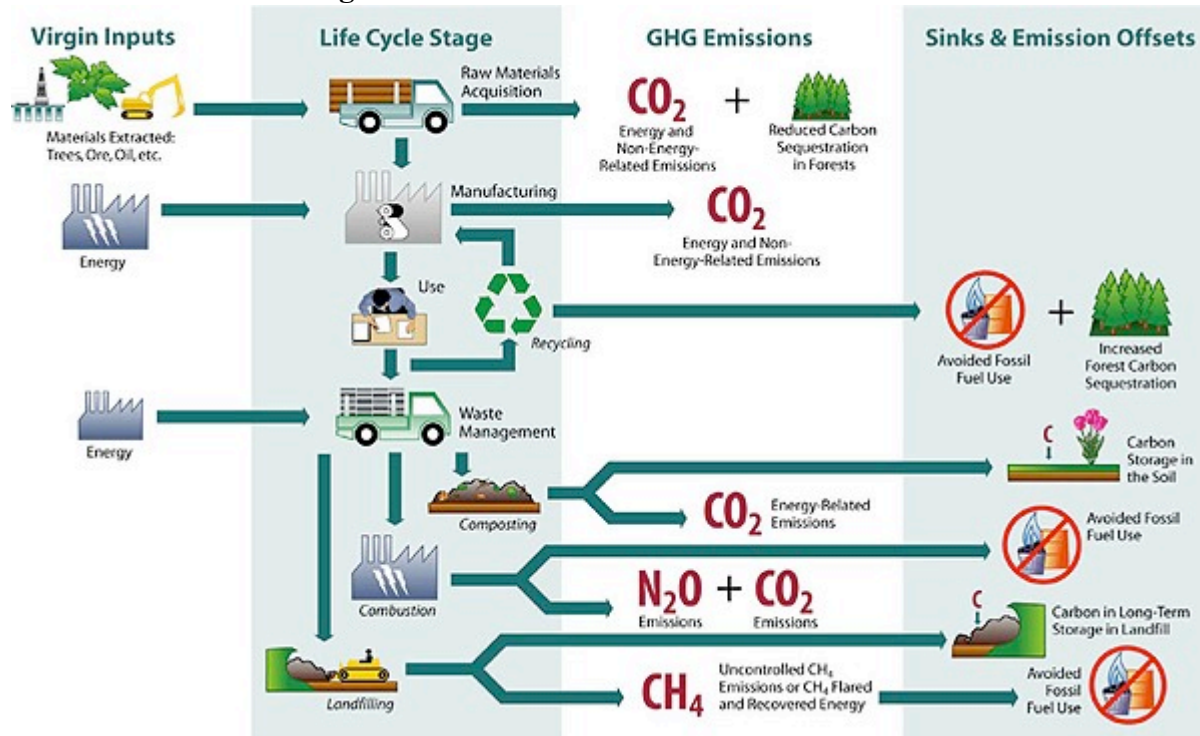 Virgin Inputs
Life Cycle Stage
GHG Emissions
Sinks & Emission Offsets
Materials Extracted:
Trees, Ore, Oil, etc.
Raw Materials
Acquisition
CO₂
Energy and
Non-Energy-
Related Emissions
+
Reduced Carbon
Sequestration
in Forests
Energy
Manufacturing
CO₂
Energy and Non-
Energy-Related Emissions
Use
Recycling
Avoided Fossil
Fuel Use
+
Increased
Forest Carbon
Sequestration
Energy
Waste
Management
Composting
C
Carbon
Storage in
the Soil
CO₂
Energy-Related
Emissions
Combustion
Avoided Fossil
Fuel Use
N₂O
Emissions
+
CO₂
Emissions
Landfilling
C
Carbon in Long-Term
Storage in Landfill
CH₄
Uncontrolled CH₄
Emissions or CH₄ Flared
and Recovered Energy
Avoided
Fossil
Fuel Use